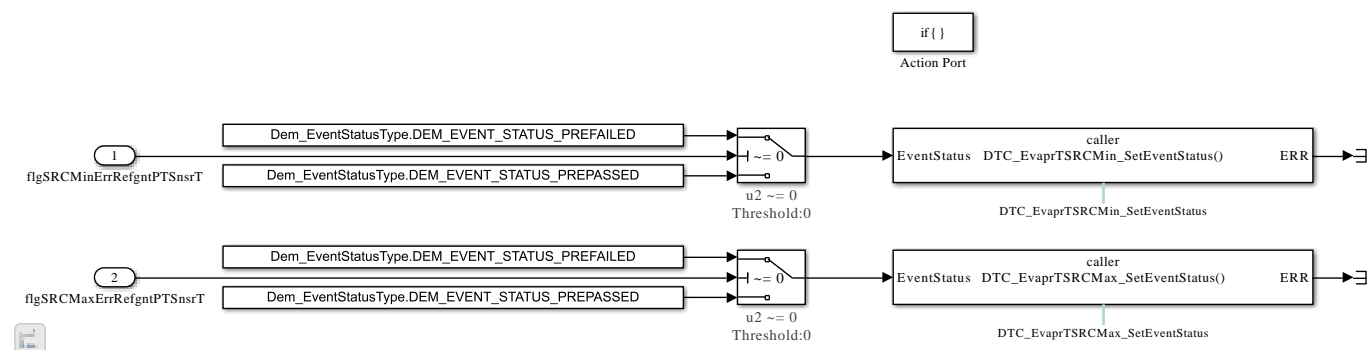 if { }
Action Port
Dem_EventStatusType.DEM_EVENT_STATUS_PREFAILED
1
flgSRCMinErrRefgntPTSnsrT
Dem_EventStatusType.DEM_EVENT_STATUS_PREPASSED
~= 0
u2 ~= 0
Threshold:0
caller
EventStatus DTC_EvaprTSRCMin_SetEventStatus() ERR
DTC_EvaprTSRCMin_SetEventStatus
Dem_EventStatusType.DEM_EVENT_STATUS_PREFAILED
2
flgSRCMaxErrRefgntPTSnsrT
Dem_EventStatusType.DEM_EVENT_STATUS_PREPASSED
~= 0
u2 ~= 0
Threshold:0
caller
EventStatus DTC_EvaprTSRCMax_SetEventStatus() ERR
DTC_EvaprTSRCMax_SetEventStatus